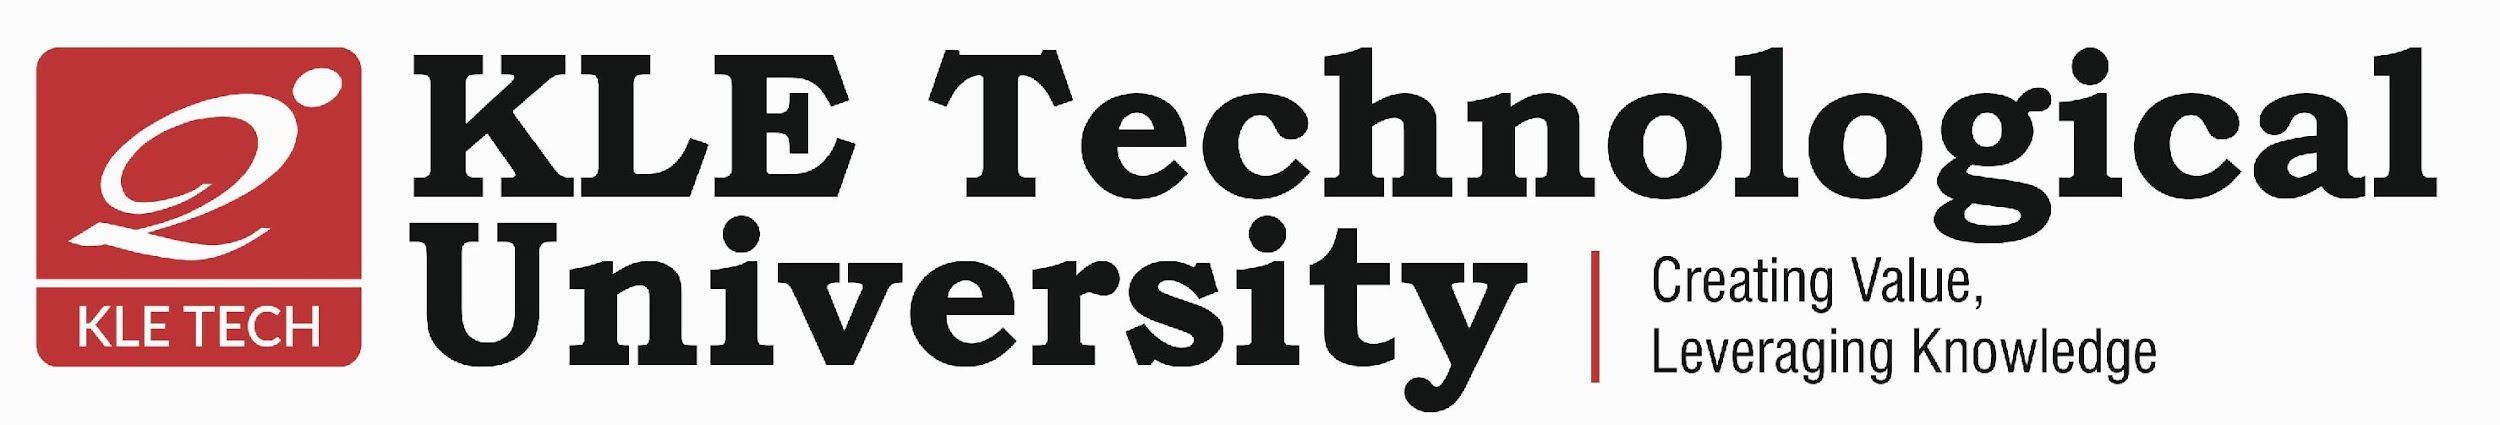 KLE TECH
KLE Technological
University
Creating Value,
Leveraging Knowledge